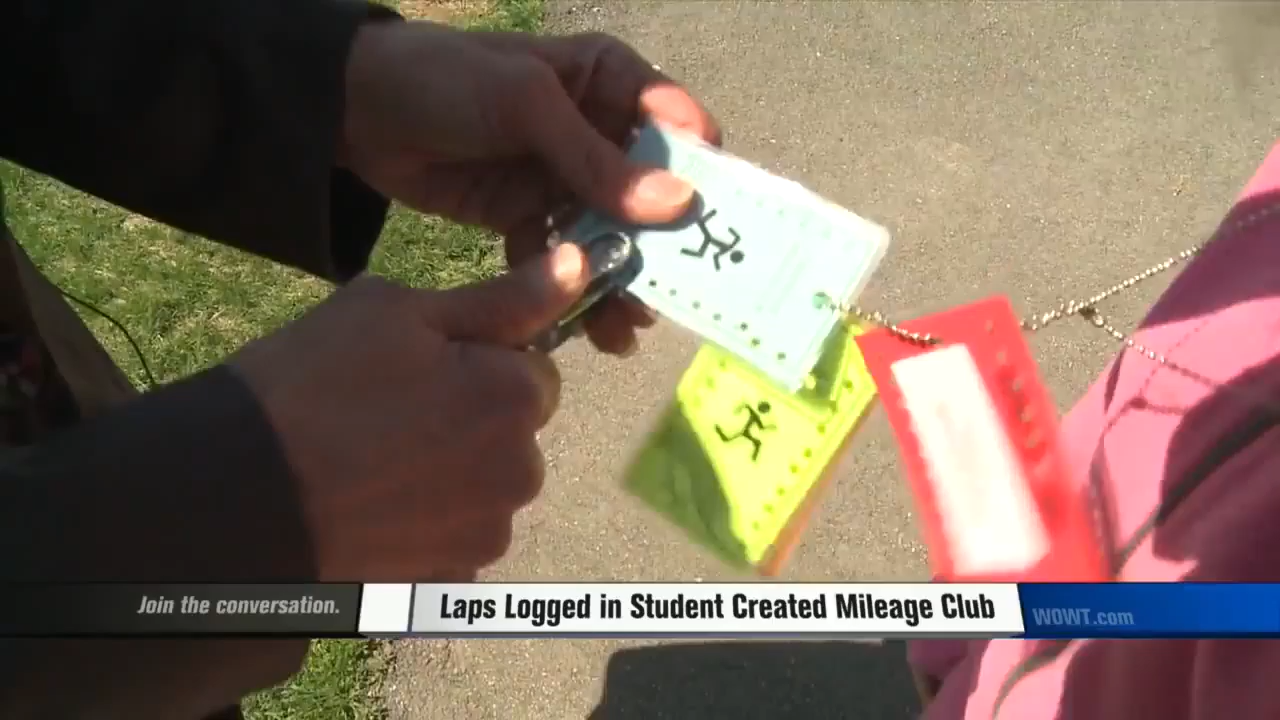 Join the conversation.
Laps Logged in Student Created Mileage Club
WOWT.com